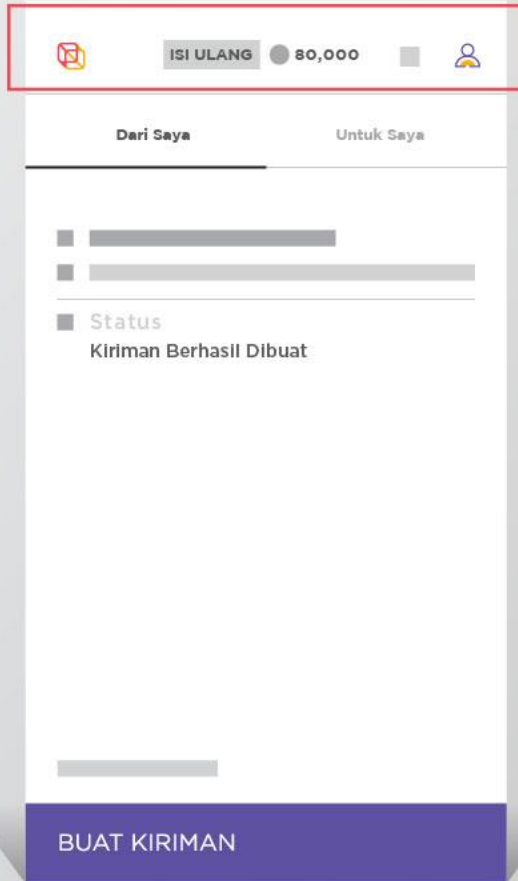 ISI ULANG 80,000
Dari Saya Untuk Saya
Status
Kiriman Berhasil Dibuat
BUAT KIRIMAN